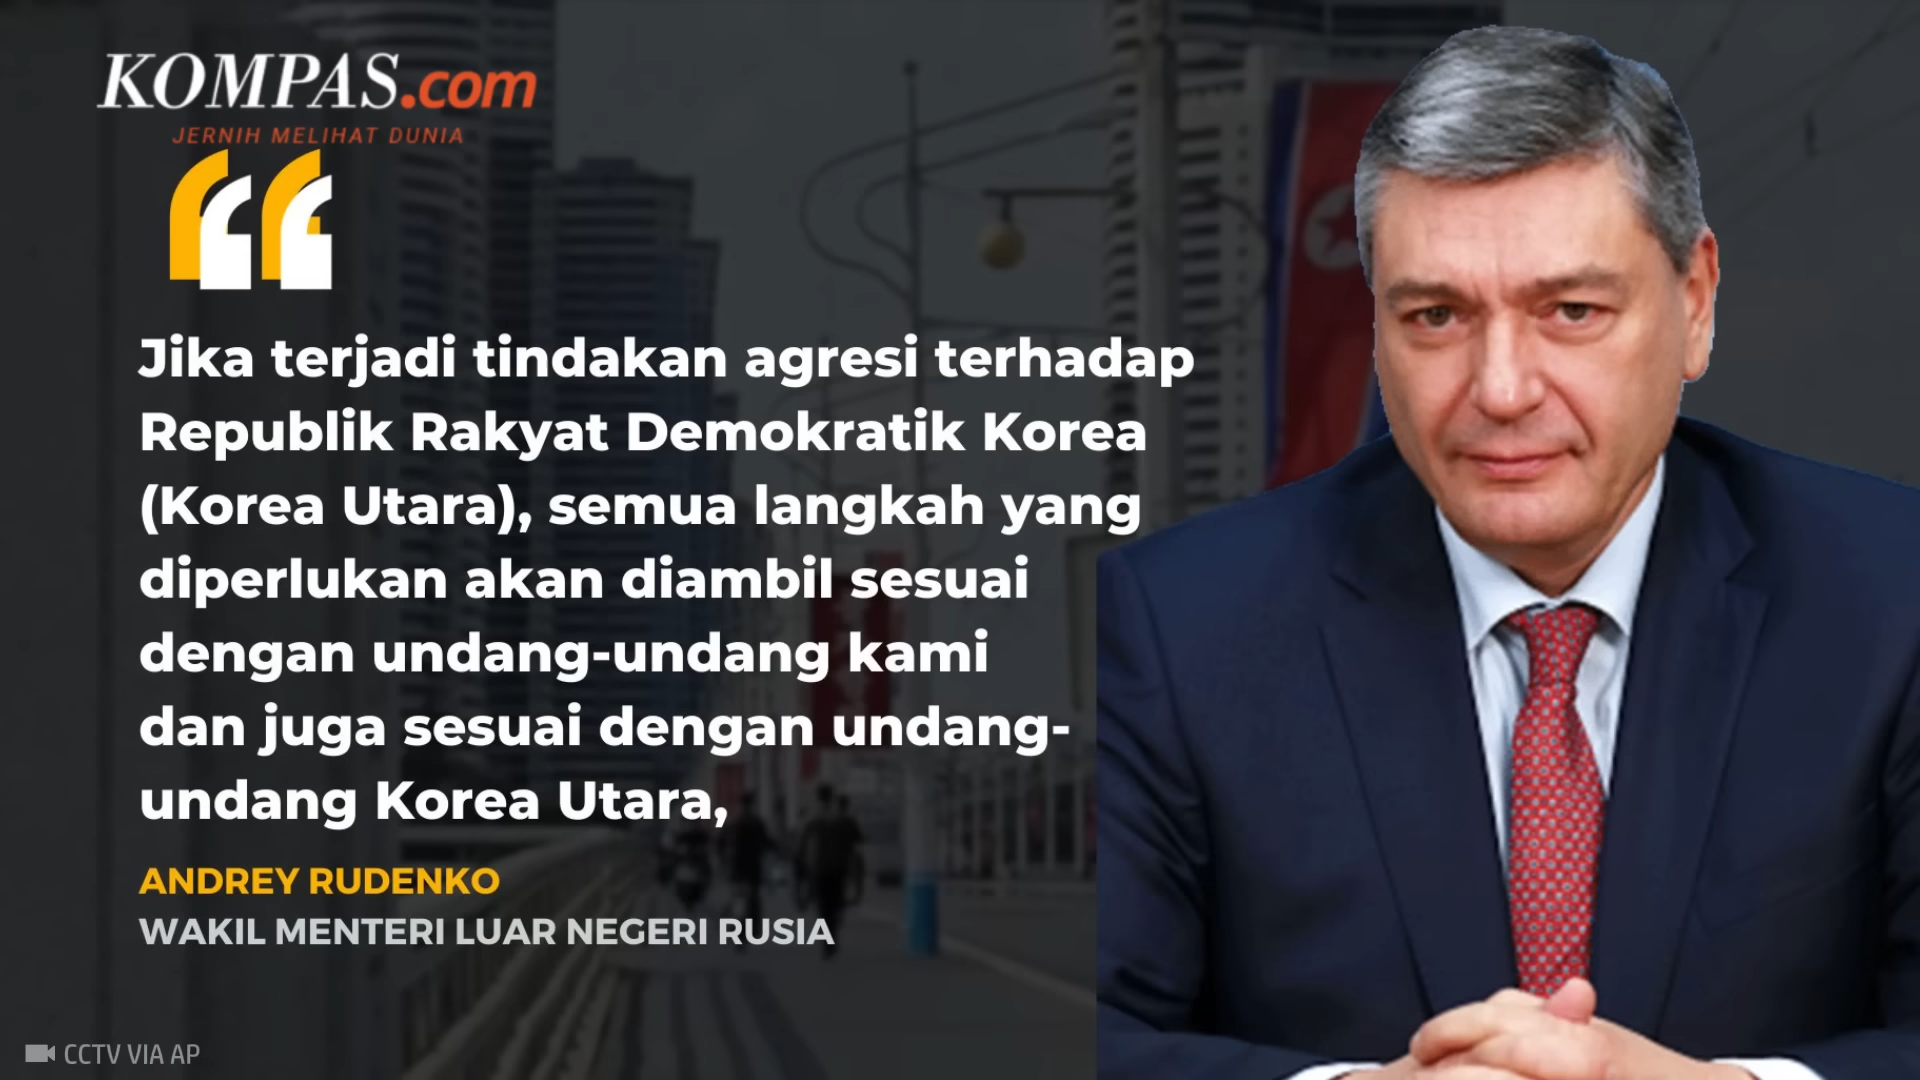 KOMPAS.com
JERNIH MELIHAT DUNIA
Jika terjadi tindakan agresi terhadap
Republik Rakyat Demokratik Korea
(Korea Utara), semua langkah yang
diperlukan akan diambil sesuai
dengan undang-undang kami
dan juga sesuai dengan undang-
undang Korea Utara,
ANDREY RUDENKO
WAKIL MENTERI LUAR NEGERI RUSIA
CCTV VIA AP